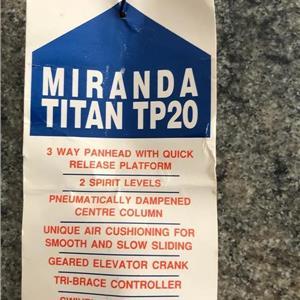 MIRANDA
TITAN TP20
3 WAY PANHEAD WITH QUICK
RELEASE PLATFORM
2 SPIRIT LEVELS
PNEUMATICALLY DAMPENED
CENTRE COLUMN
UNIQUE AIR CUSHIONING FOR
SMOOTH AND SLOW SLIDING
GEARED ELEVATOR CRANK
TRI-BRACE CONTROLLER